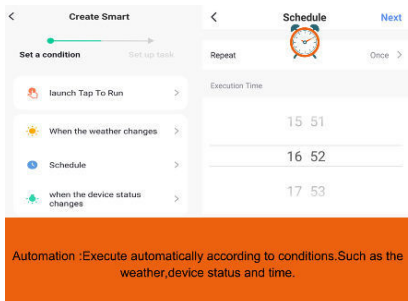 Create Smart
Set a condition
Set up task
launch Tap To Run
When the weather changes
Schedule
when the device status
changes
Schedule
Next
Repeat
Once
Execution Time
15 51
16 52
17 53
Automation :Execute automatically according to conditions.Such as the
weather,device status and time.